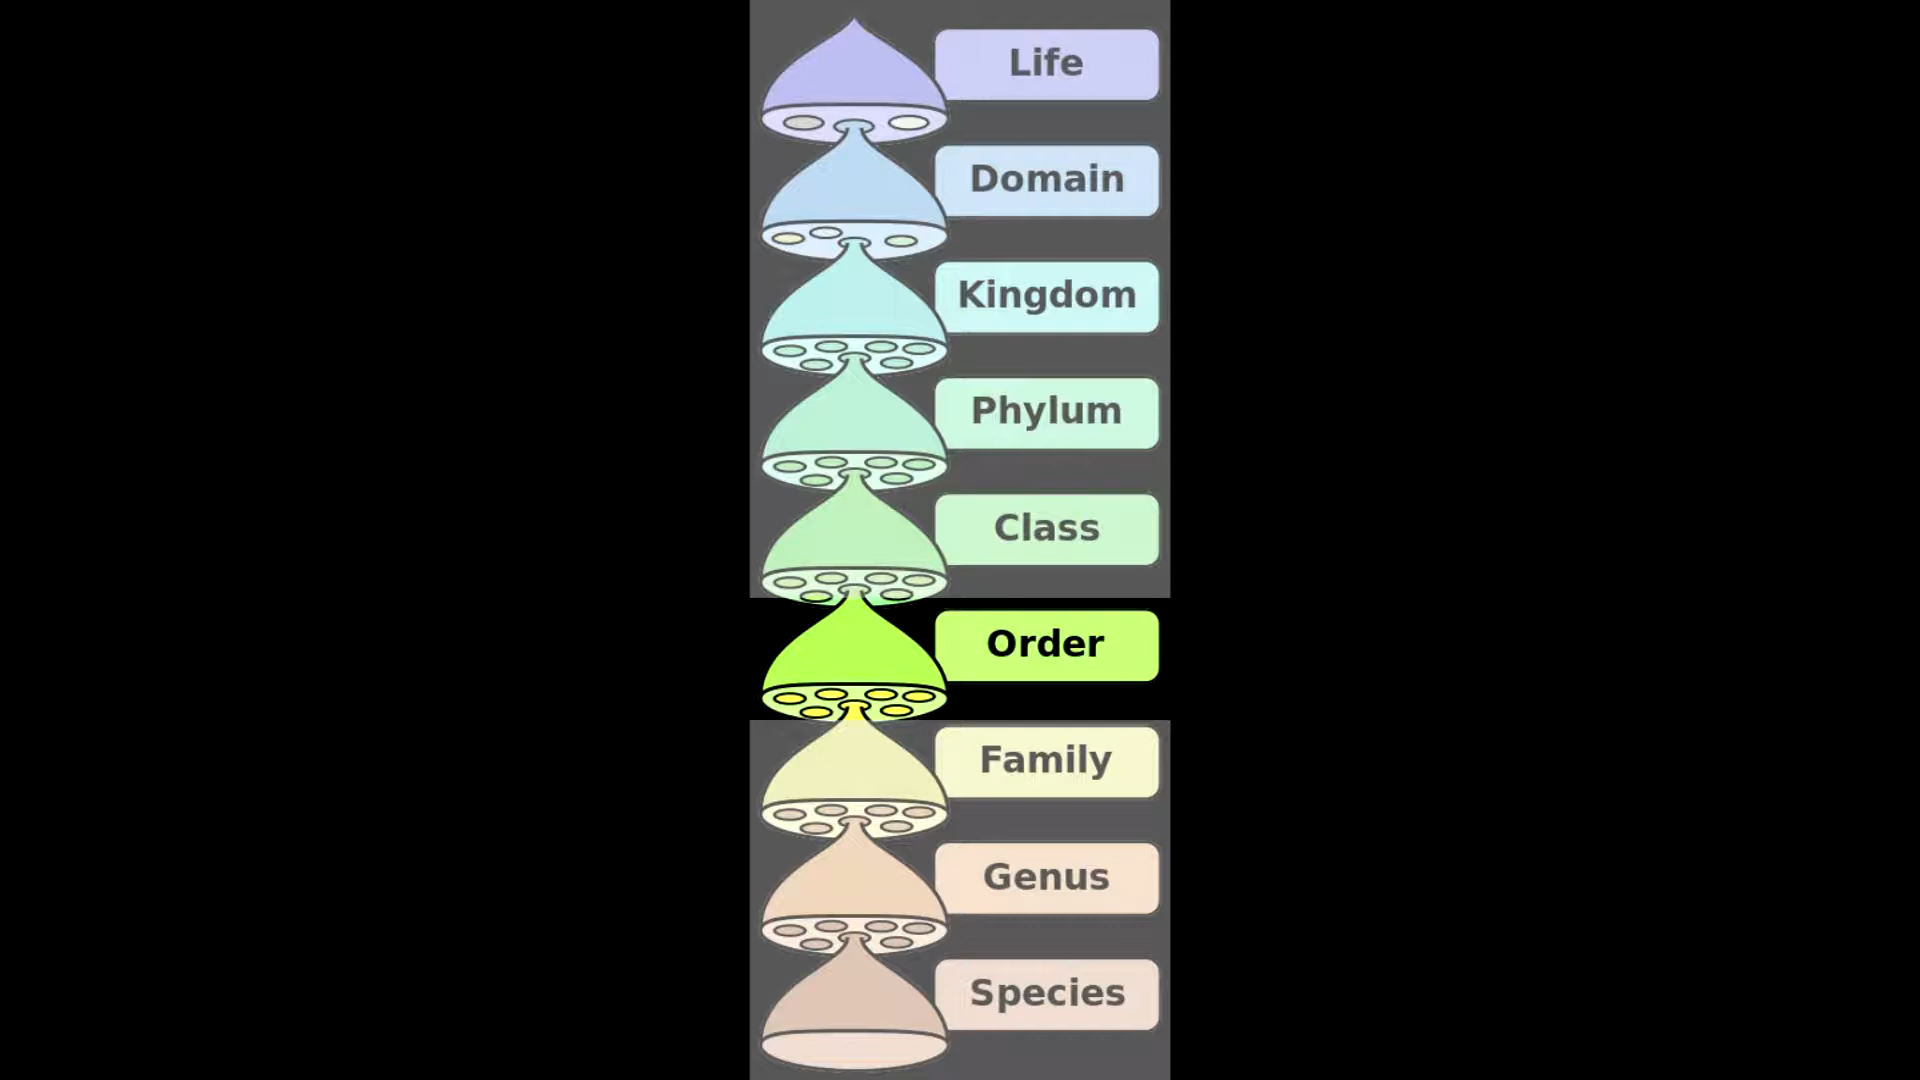 Life
Domain
Kingdom
Phylum
Class
Order
Family
Genus
Species